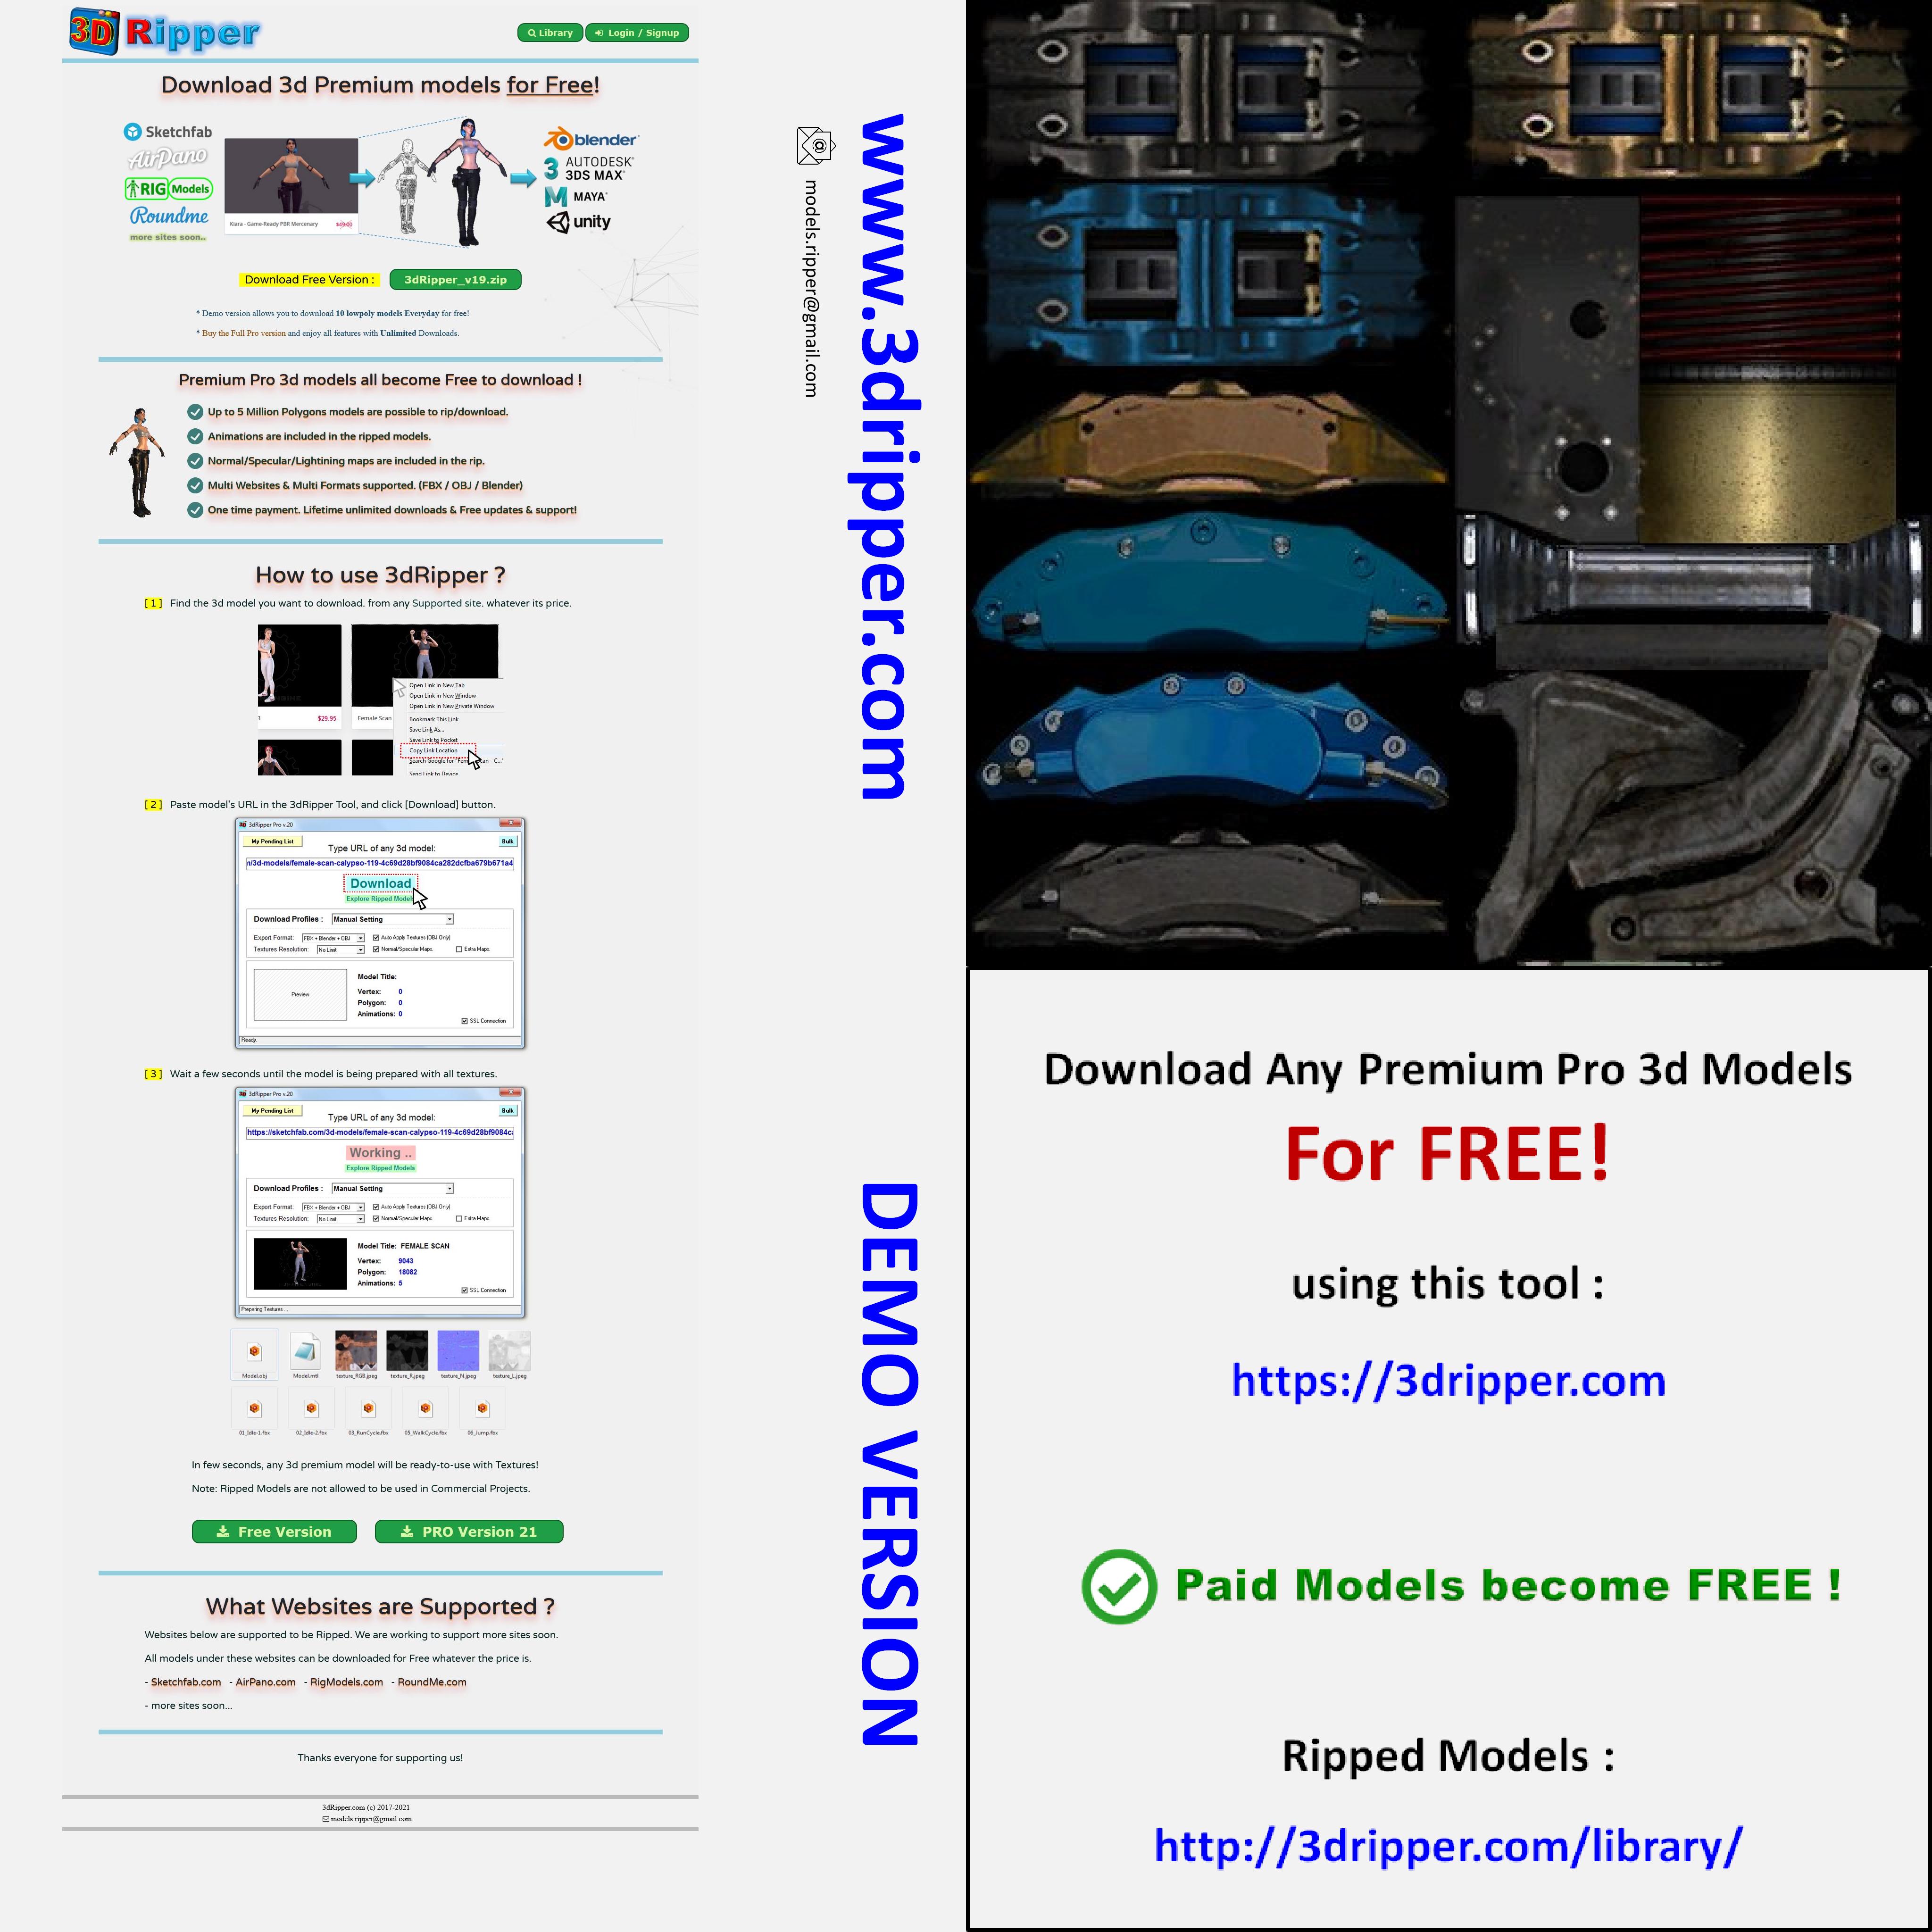 3D Ripper
Library
Login / Signup
Download 3d Premium models for Free!
Sketchfab
AirPano
RIG Models
Roundme
more sites soon..
Kiara - Game-Ready PBR Mercenary
blender
3 AUTODESK
3DS MAX
M MAYA
unity
Download Free Version :
3dRipper_v19.zip
* Demo version allows you to download 10 lowpoly models Everyday for free!
* Buy the Full Pro version and enjoy all features with Unlimited Downloads.
Premium Pro 3d models all become Free to download !
Up to 5 Million Polygons models are possible to rip/download.
Animations are included in the ripped models.
Normal/Specular/Lightining maps are included in the rip.
Multi Websites & Multi Formats supported. (FBX / OBJ / Blender)
One time payment. Lifetime unlimited downloads & Free updates & support!
How to use 3dRipper ?
[ 1 ] Find the 3d model you want to download. from any Supported site. whatever its price.
$29.95
Female Scan
Open Link in New Tab
Open Link in New Window
Open Link in New Private Window
Bookmark This Link
Save Link As...
Save Link to Pocket
Copy Link Location
Send Link to Device
[ 2 ] Paste model's URL in the 3dRipper Tool, and click [Download] button.
3dRipper Pro v.20
My Pending List
Bulk
Type URL of any 3d model:
n/3d-models/female-scan-calypso-119-4c69d28bf9084ca282dcfba679b671a4
Download
Explore Ripped Models
Download Profiles : Manual Setting
Export Format: FBX + Blender + OBJ Auto Apply Textures (OBJ Only)
Textures Resolution: No Limit Normal/Specular Maps. Extra Maps.
Preview
Model Title:
Vertex: 0
Polygon: 0
Animations: 0
SSL Connection
Ready.
[ 3 ] Wait a few seconds until the model is being prepared with all textures.
3dRipper Pro v.20
My Pending List
Bulk
Type URL of any 3d model:
https://sketchfab.com/3d-models/female-scan-calypso-119-4c69d28bf9084c
Working ..
Explore Ripped Models
Download Profiles : Manual Setting
Export Format: FBX + Blender + OBJ Auto Apply Textures (OBJ Only)
Textures Resolution: No Limit Normal/Specular Maps. Extra Maps.
Model Title: FEMALE SCAN
Vertex: 9043
Polygon: 18082
Animations: 5
SSL Connection
Preparing Textures ...
Model.obj
Model.mtl
texture_RGB.jpeg
texture_R.jpeg
texture_N.jpeg
texture_L.jpeg
01_Idle-1.fbx
02_Idle-2.fbx
03_RunCycle.fbx
05_WalkCycle.fbx
06_Jump.fbx
In few seconds, any 3d premium model will be ready-to-use with Textures!
Note: Ripped Models are not allowed to be used in Commercial Projects.
Free Version
PRO Version 21
What Websites are Supported ?
Websites below are supported to be Ripped. We are working to support more sites soon.
All models under these websites can be downloaded for Free whatever the price is.
- Sketchfab.com - AirPano.com - RigModels.com - RoundMe.com
- more sites soon...
Thanks everyone for supporting us!
3dRipper.com (c) 2017-2021
models.ripper@gmail.com
models.ripper@gmail.com
www.3dripper.com
DEMO VERSION
Download Any Premium Pro 3d Models
For FREE!
using this tool :
https://3dripper.com
Paid Models become FREE !
Ripped Models :
http://3dripper.com/library/